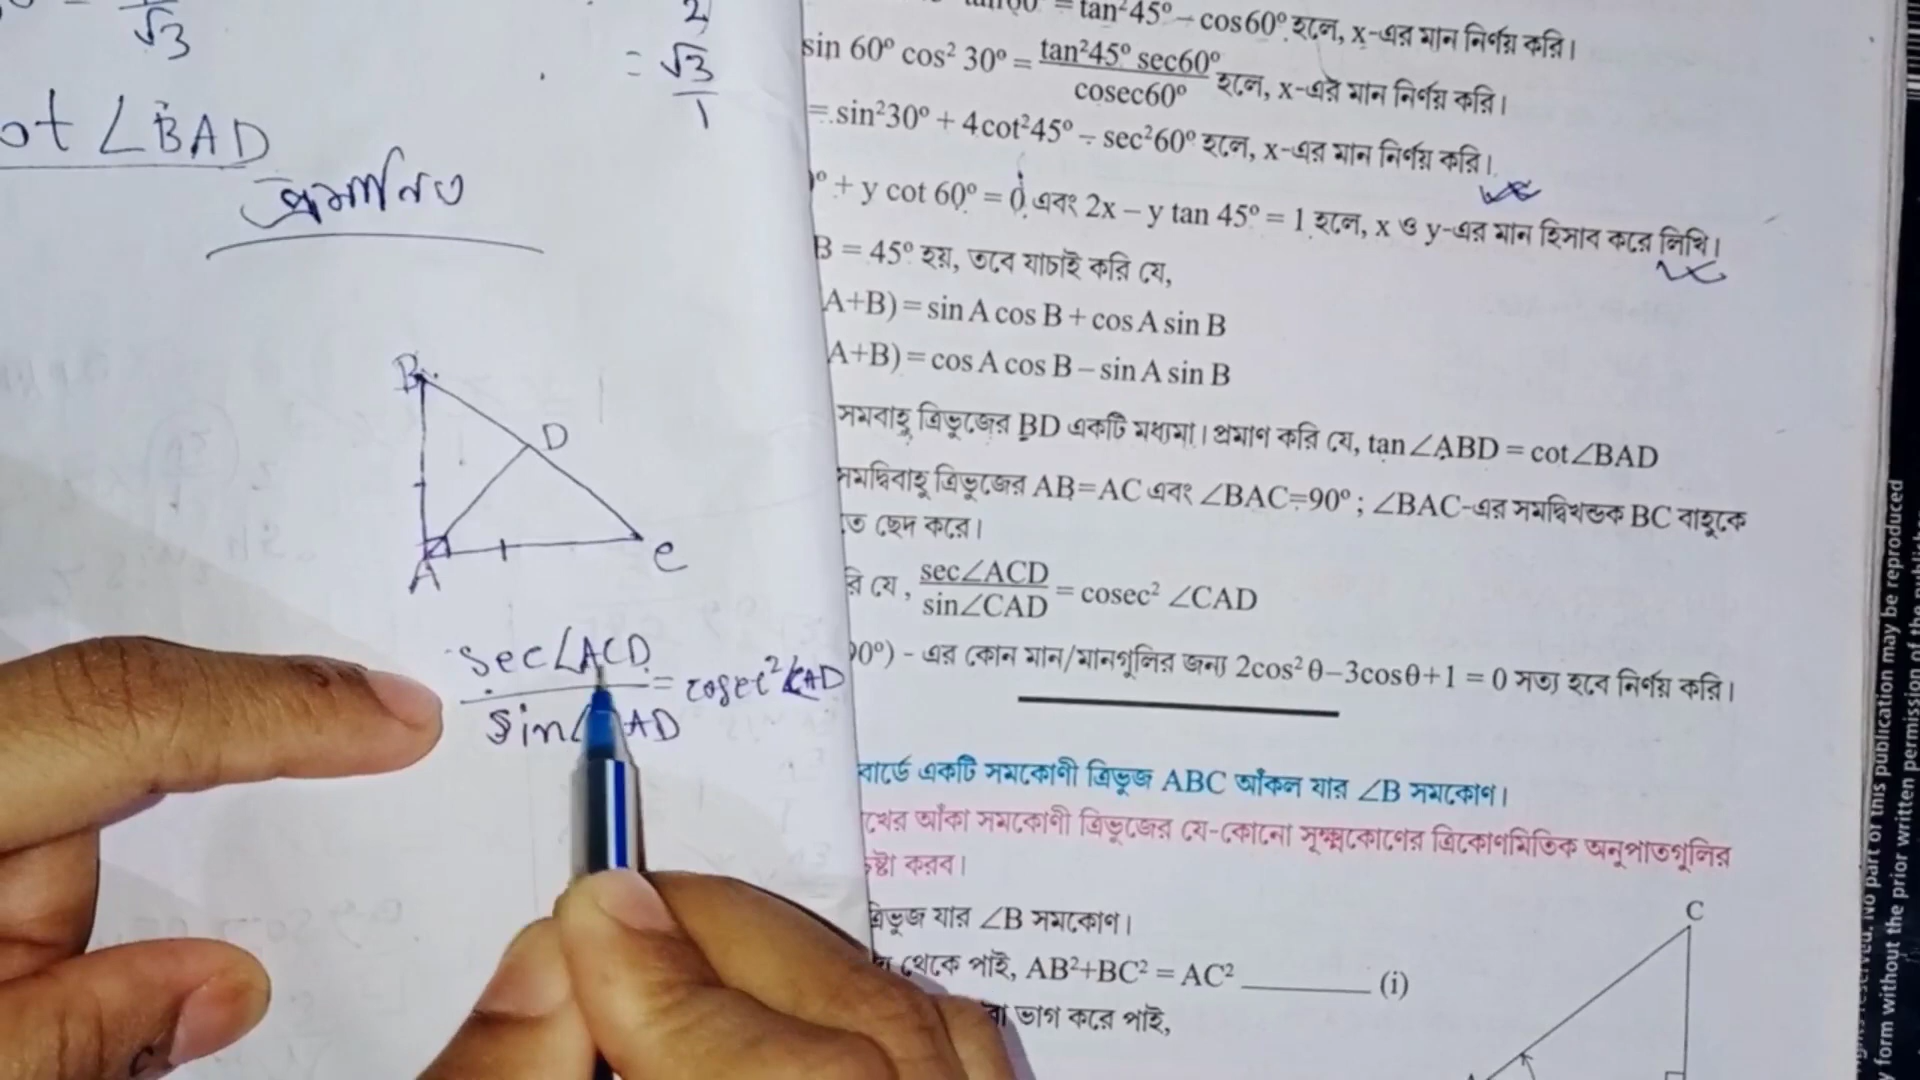 √3
2
= √3
1
ot ∠BAD
প্রমাণিত
B
D
A
C
sec∠ACD = cosec² ∠CAD
sin∠ AD
= tan²45° – cos60° হলে, x-এর মান নির্ণয় করি।
sin 60° cos² 30° = tan²45° sec60° / cosec60° হলে, x-এর মান নির্ণয় করি।
= sin²30° + 4cot²45° – sec²60° হলে, x-এর মান নির্ণয় করি।
° + y cot 60° = 0 এবং 2x – y tan 45° = 1 হলে, x ও y-এর মান হিসাব করে লিখি।
B = 45° হয়, তবে যাচাই করি যে,
A+B) = sin A cos B + cos A sin B
A+B) = cos A cos B – sin A sin B
সমবাহু ত্রিভুজের BD একটি মধ্যমা। প্রমাণ করি যে, tan∠ABD = cot∠BAD
সমদ্বিবাহু ত্রিভুজের AB=AC এবং ∠BAC=90° ; ∠BAC-এর সমদ্বিখন্ডক BC বাহুকে
তে ছেদ করে।
রি যে, sec∠ACD / sin∠CAD = cosec² ∠CAD
0°) - এর কোন মান/মানগুলির জন্য 2cos² θ–3cosθ+1 = 0 সত্য হবে নির্ণয় করি।
বোর্ডে একটি সমকোণী ত্রিভুজ ABC আঁকল যার ∠B সমকোণ।
খের আঁকা সমকোণী ত্রিভুজের যে-কোনো সূক্ষ্মকোণের ত্রিকোণমিতিক অনুপাতগুলির
চষ্টা করব।
ত্রিভুজ যার ∠B সমকোণ।
থেকে পাই, AB²+BC² = AC² ________ (i)
ভাগ করে পাই,
C
No part of this publication may be reproduced
form without the prior written permission of the